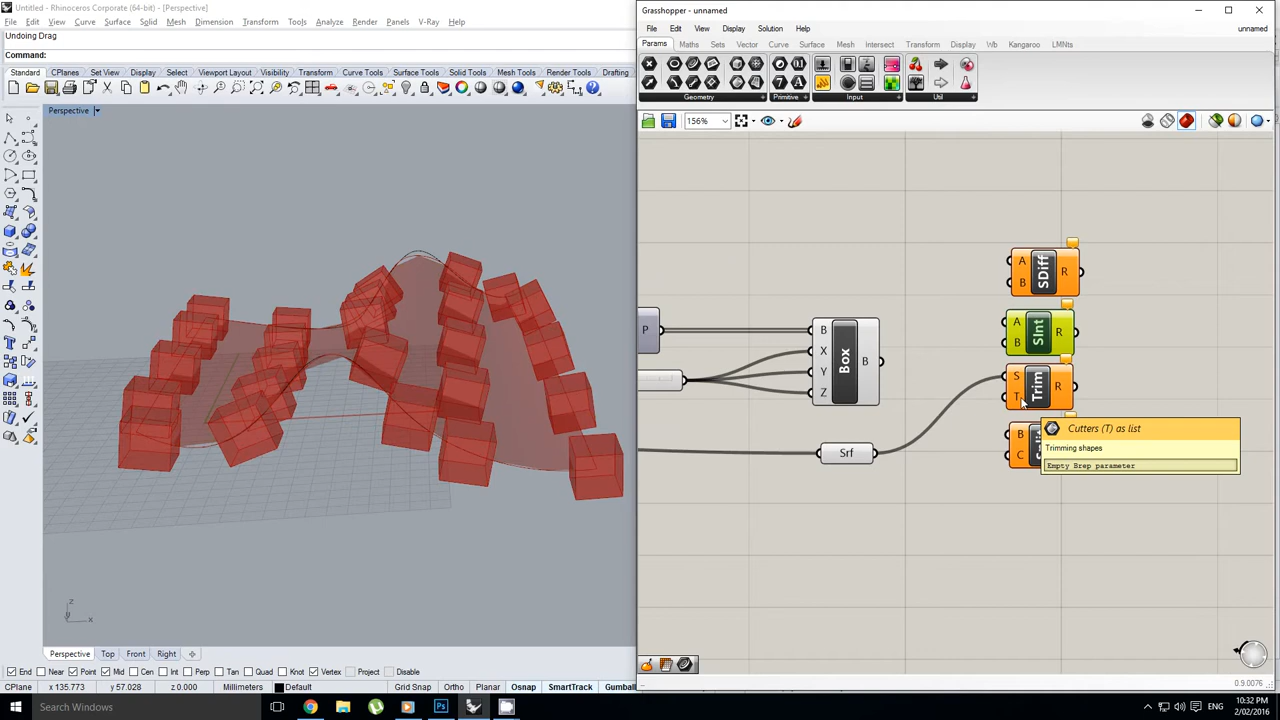 Untitled - Rhinoceros Corporate (64-bit) - [Perspective]
File Edit View Curve Surface Solid Mesh Dimension Transform Tools Analyze Render Panels V-Ray Help
Undoing Drag
Command:
Standard CPlanes Set View Display Select Viewport Layout Visibility Transform Curve Tools Surface Tools Solid Tools Mesh Tools Render Tools Drafting
Perspective
z
y
x
Perspective Top Front Right
End Near Point Mid Cen Int Perp Tan Quad Knot Vertex Project Disable
CPlane x 135.773 y 57.028 z 0.000 Millimeters Default Grid Snap Ortho Planar Osnap SmartTrack Gumball
Grasshopper - unnamed
File Edit View Display Solution Help unnamed
Params Maths Sets Vector Curve Surface Mesh Intersect Transform Display Wb Kangaroo LMNts
Geometry Primitive Input Util
156%
P
B
X
Y
Z
Box
B
Srf
A
B
SDiff
R
A
B
SInt
R
S
T
Trim
R
B
C
Cutters (T) as list
Trimming shapes
Empty Brep parameter
0.9.0076
Search Windows
ENG
10:32 PM
2/02/2016